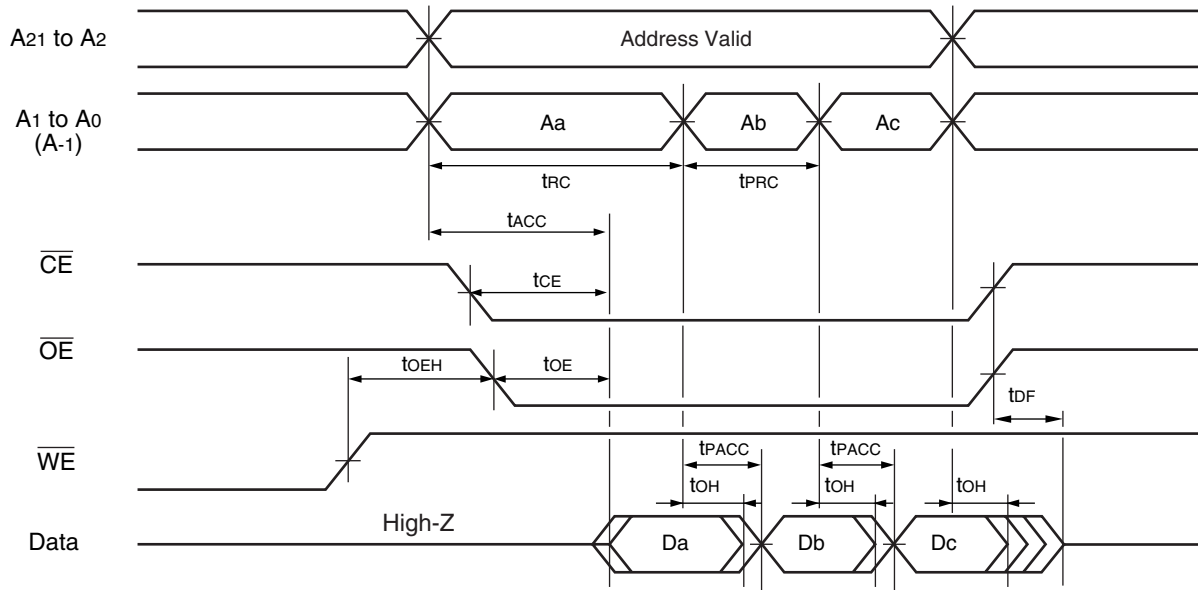 A21 to A2
Address Valid
A1 to A0
(A-1)
Aa
Ab
Ac
tRC
tPRC
tACC
CE
tCE
OE
tOEH
tOE
tDF
WE
tPACC
tPACC
tOH
tOH
tOH
High-Z
Data
Da
Db
Dc